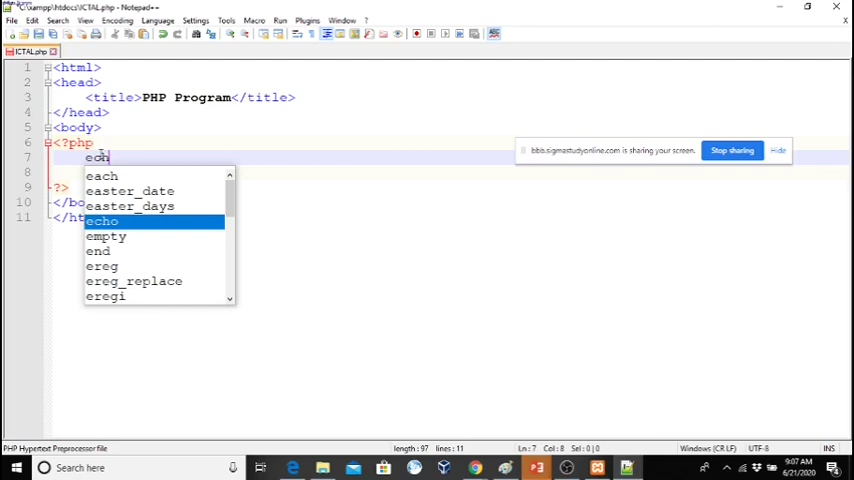 *C:\xampp\htdocs\ICTAL.php - Notepad++
File Edit Search View Encoding Language Settings Tools Macro Run Plugins Window ?
ICTAL.php
1 <html>
2 <head>
3 <title>PHP Program</title>
4 </head>
5 <body>
6 <?php
7 ech
8
9 ?>
10 </bo
11 </ht
each
easter_date
easter_days
echo
empty
end
ereg
ereg_replace
eregi
bbb.sigmastudyonline.com is sharing your screen. Stop sharing Hide
PHP Hypertext Preprocessor file length : 97 lines : 11 Ln : 7 Col : 8 Sel : 0 | 0 Windows (CR LF) UTF-8 INS
Search here 9:07 AM
6/21/2020